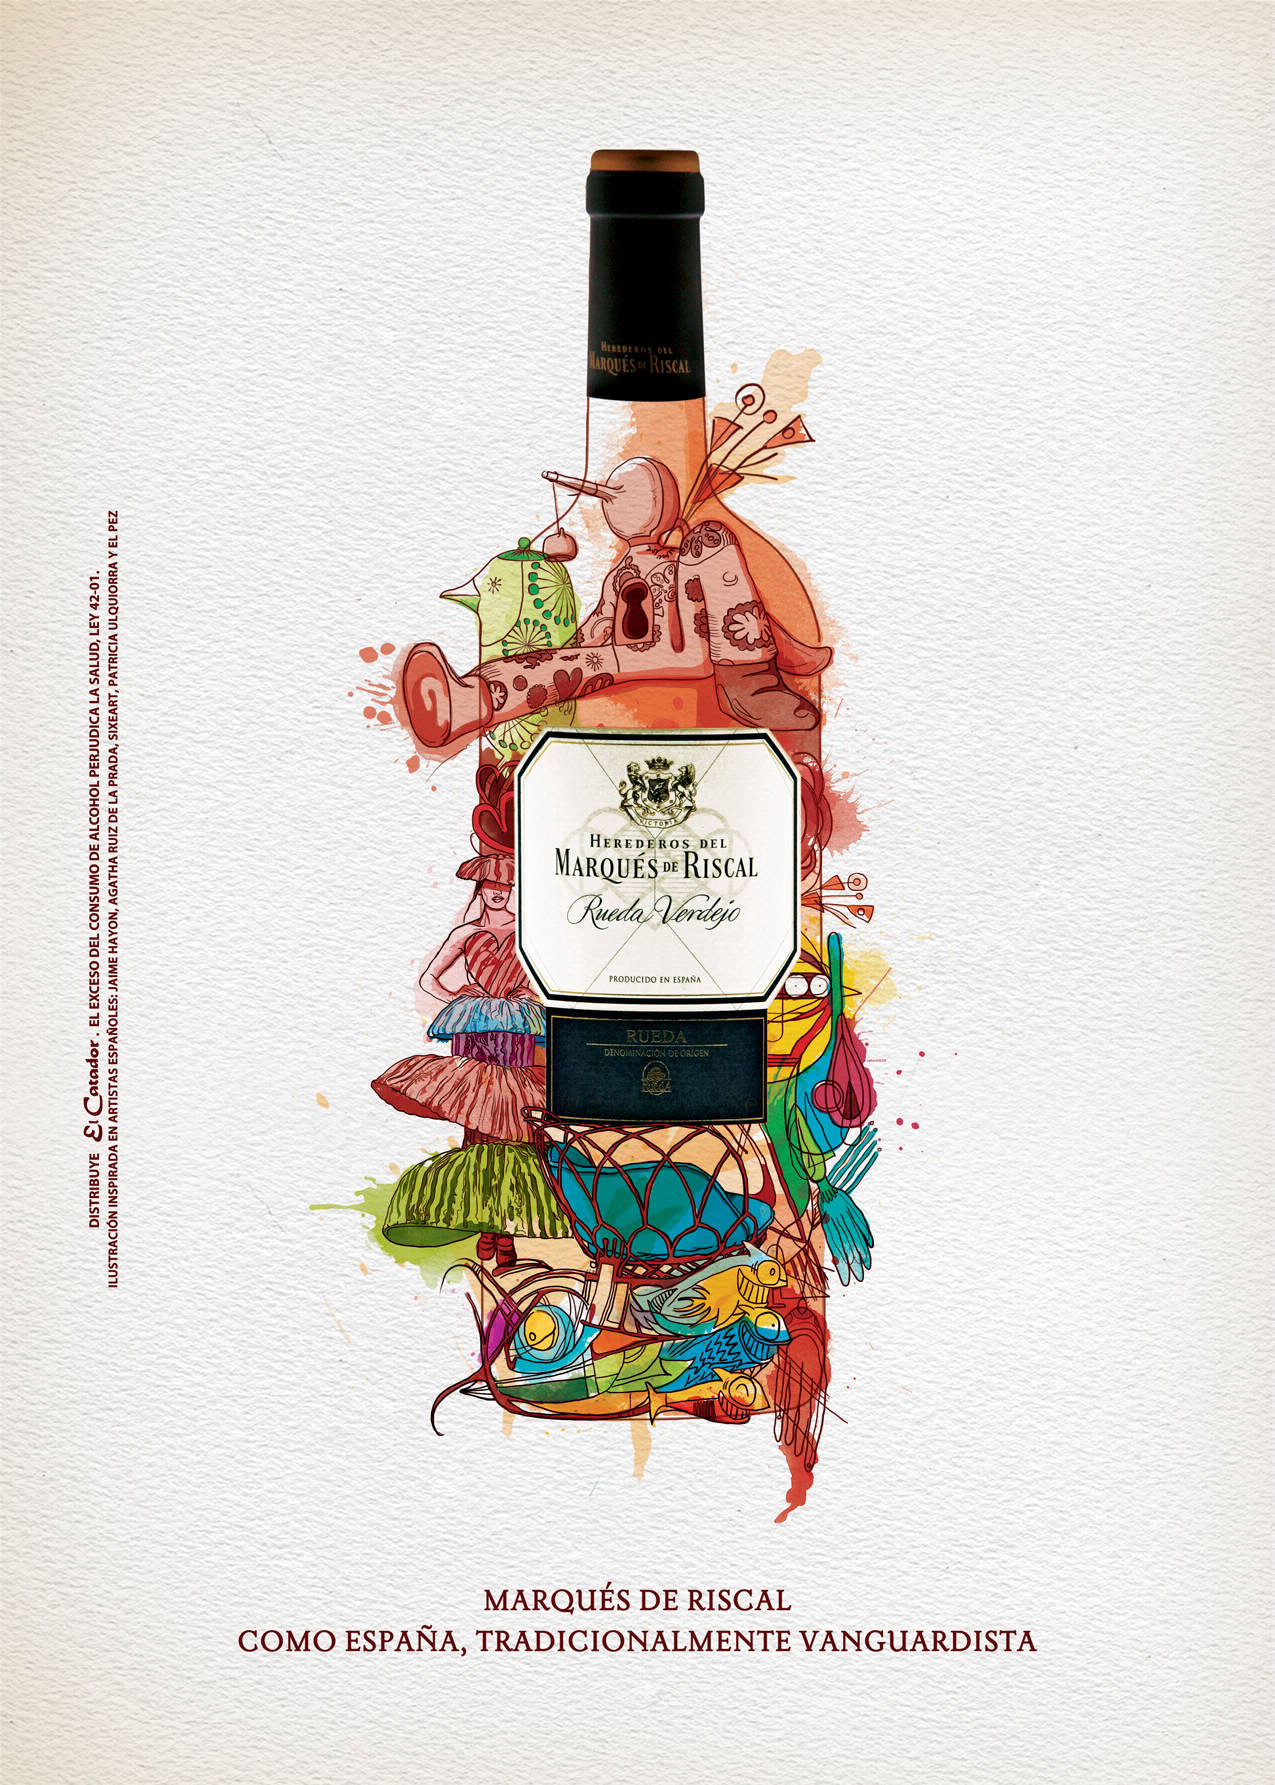 HEREDEROS DEL
MARQUÉS DE RISCAL
VICTORIA
HEREDEROS DEL
MARQUÉS DE RISCAL
Rueda Verdejo
PRODUCIDO EN ESPAÑA
RUEDA
DENOMINACIÓN DE ORIGEN
DISTRIBUYE El Catador . EL EXCESO DEL CONSUMO DE ALCOHOL PERJUDICA LA SALUD, LEY 42-01.
ILUSTRACIÓN INSPIRADA EN ARTISTAS ESPAÑOLES: JAIME HAYON, AGATHA RUIZ DE LA PRADA, SIXEART, PATRICIA ULQUIORRA Y EL PEZ
MARQUÉS DE RISCAL
COMO ESPAÑA, TRADICIONALMENTE VANGUARDISTA